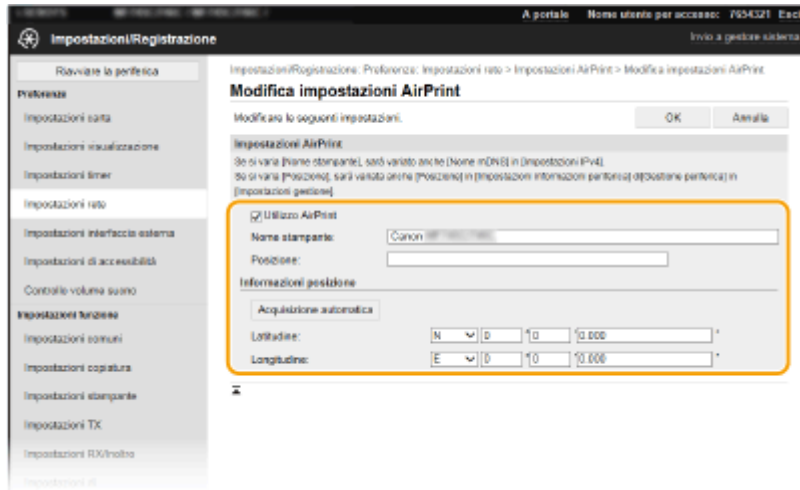 A portale Nome utente per accesso: 7654321 Esci
Impostazioni/Registrazione
Invio a gestore sistema
Riavviare la periferica
Impostazioni/Registrazione: Preferenze: Impostazioni rete > Impostazioni AirPrint > Modifica impostazioni AirPrint
Preferenze
Modifica impostazioni AirPrint
Impostazioni carta
Modificare le seguenti impostazioni.
OK
Annulla
Impostazioni visualizzazione
Impostazioni AirPrint
Se si varia [Nome stampante], sarà variato anche [Nome mDNS] in [Impostazioni IPv4].
Impostazioni timer
Se si varia [Posizione], sarà variata anche [Posizione] in [Impostazioni informazioni periferica] di[Gestione periferica] in
[Impostazioni gestione].
Impostazioni rete
Utilizzo AirPrint
Impostazioni interfaccia esterna
Nome stampante: Canon
Impostazioni di accessibilità
Posizione:
Informazioni posizione
Controllo volume suono
Acquisizione automatica
Impostazioni funzione
Impostazioni comuni
Latitudine: N 0 ° 0 ' 0.000 "
Longitudine: E 0 ° 0 ' 0.000 "
Impostazioni copiatura
Impostazioni stampante
Impostazioni TX
Impostazioni RX/Inoltro
Impostazioni di